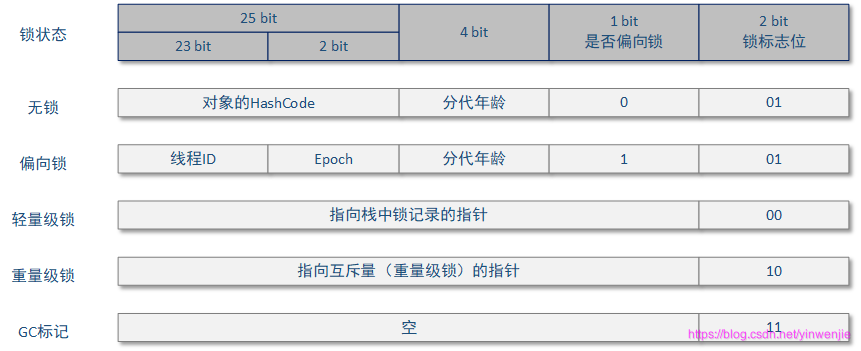 锁状态
25 bit
23 bit
2 bit
4 bit
1 bit
是否偏向锁
2 bit
锁标志位
无锁
对象的HashCode
分代年龄
0
01
偏向锁
线程ID
Epoch
分代年龄
1
01
轻量级锁
指向栈中锁记录的指针
00
重量级锁
指向互斥量（重量级锁）的指针
10
GC标记
空
11
https://blog.csdn.net/yinwenjie